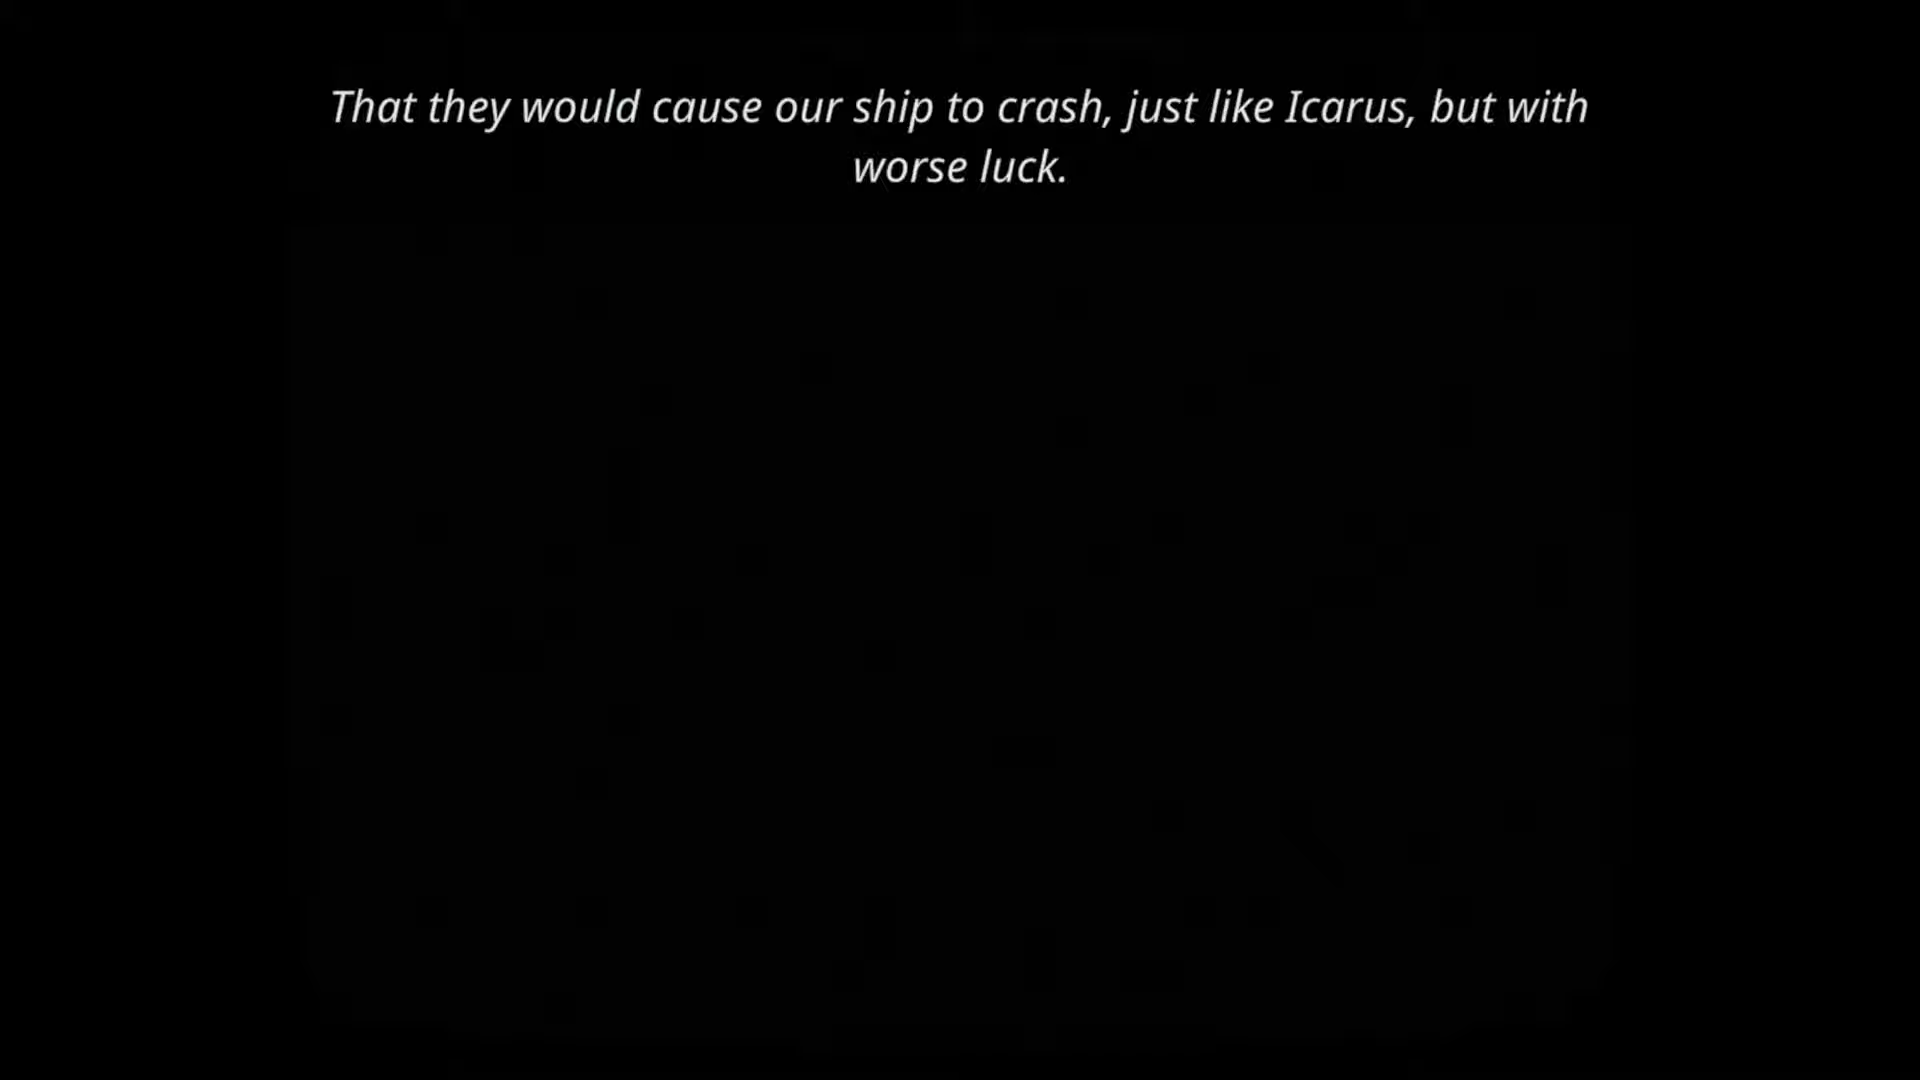 That they would cause our ship to crash, just like Icarus, but with
worse luck.